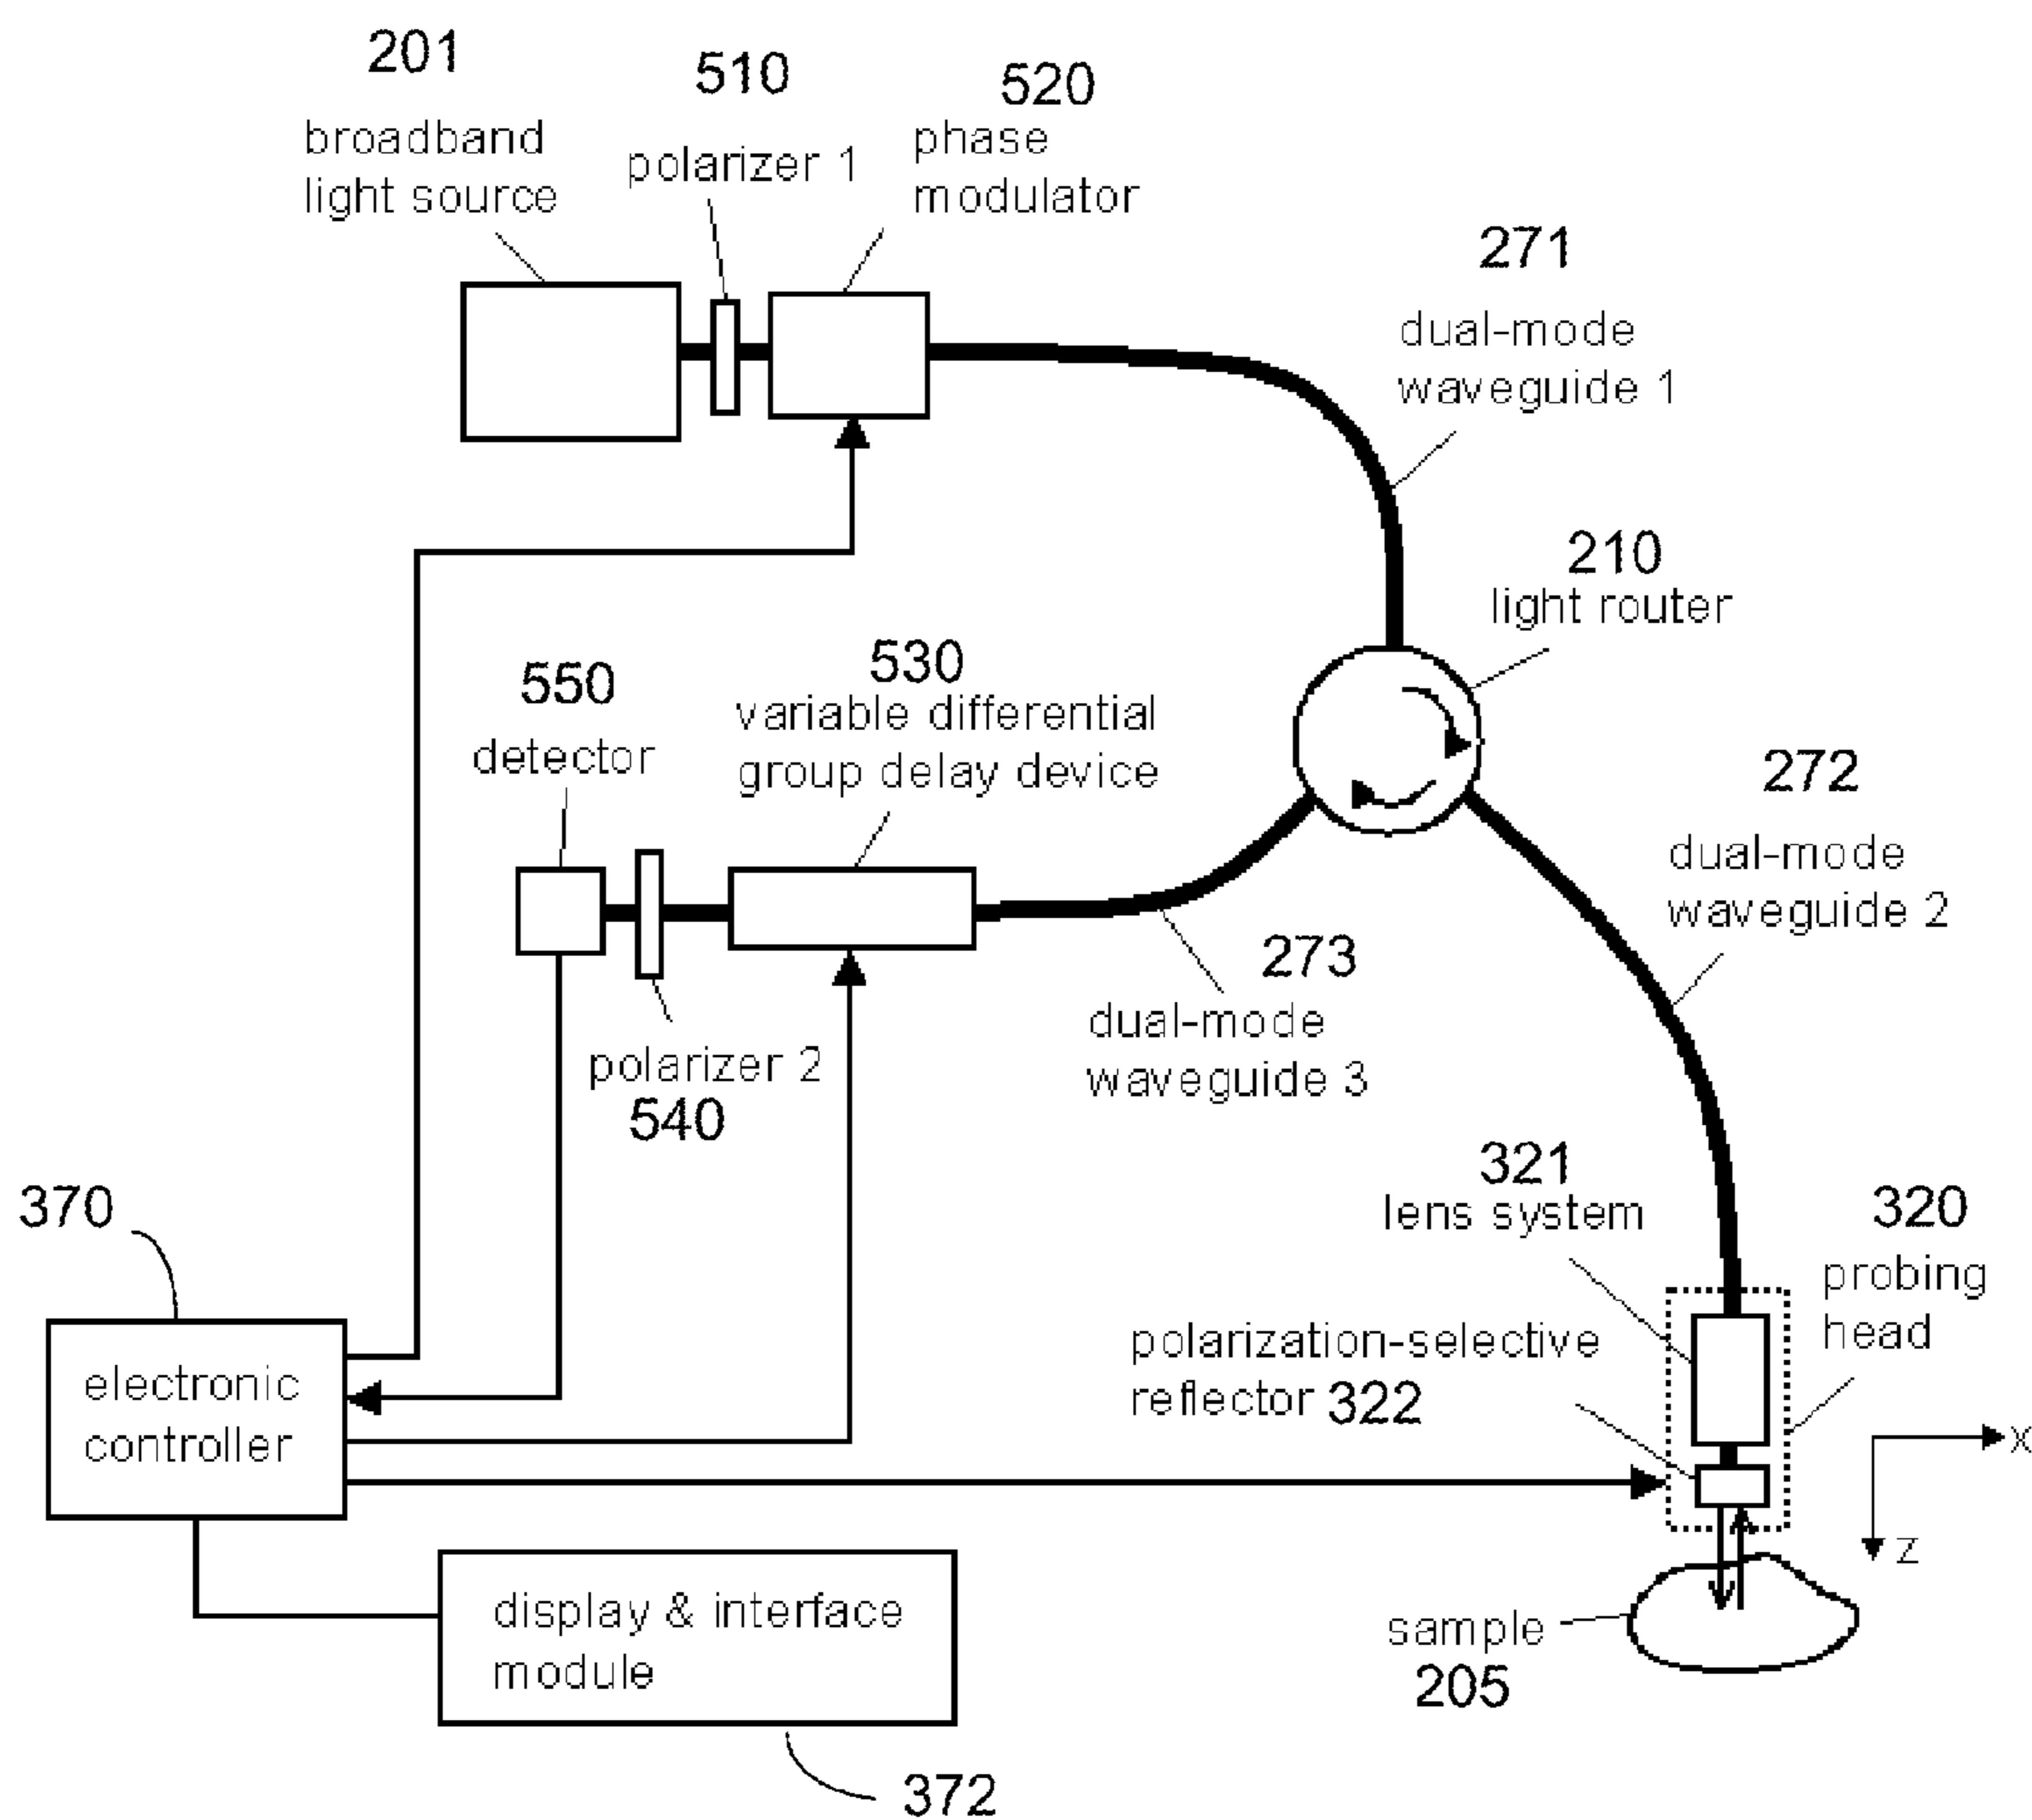 201
broadband
light source
510
polarizer 1
520
phase
modulator
271
dual-mode
waveguide 1
210
light router
550
detector
530
variable differential
group delay device
272
dual-mode
waveguide 2
273
dual-mode
waveguide 3
polarizer 2
540
321
lens system
320
probing
head
370
electronic
controller
polarization-selective
reflector 322
x
z
display & interface
module
sample
205
372